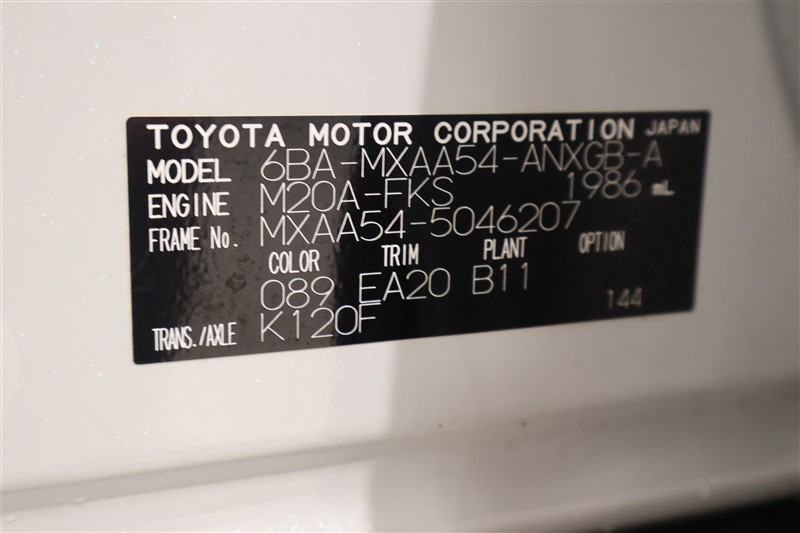 TOYOTA MOTOR CORPORATION JAPAN
MODEL 6BA-MXAA54-ANXGB-A
ENGINE M20A-FKS 1986 mL
FRAME No. MXAA54-5046207
COLOR TRIM PLANT OPTION
089 EA20 B11 144
TRANS./AXLE K120F